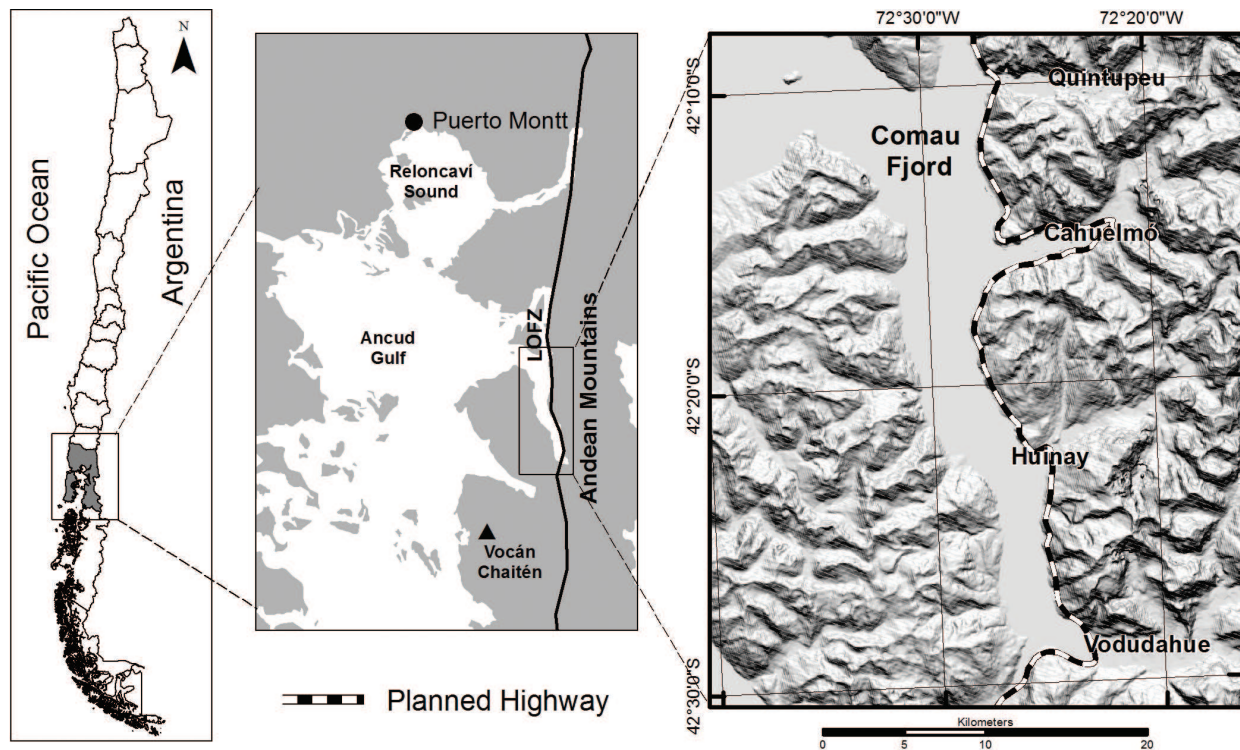 N
Pacific Ocean
Argentina
Puerto Montt
Reloncaví
Sound
Ancud
Gulf
LOFZ
Andean Mountains
Vocán
Chaitén
Planned Highway
72°30'0"W
72°20'0"W
42°10'0"S
42°20'0"S
42°30'0"S
Quintupeu
Comau
Fjord
Cahuelmó
Huinay
Vodudahue
Kilometers
0 5 10 20